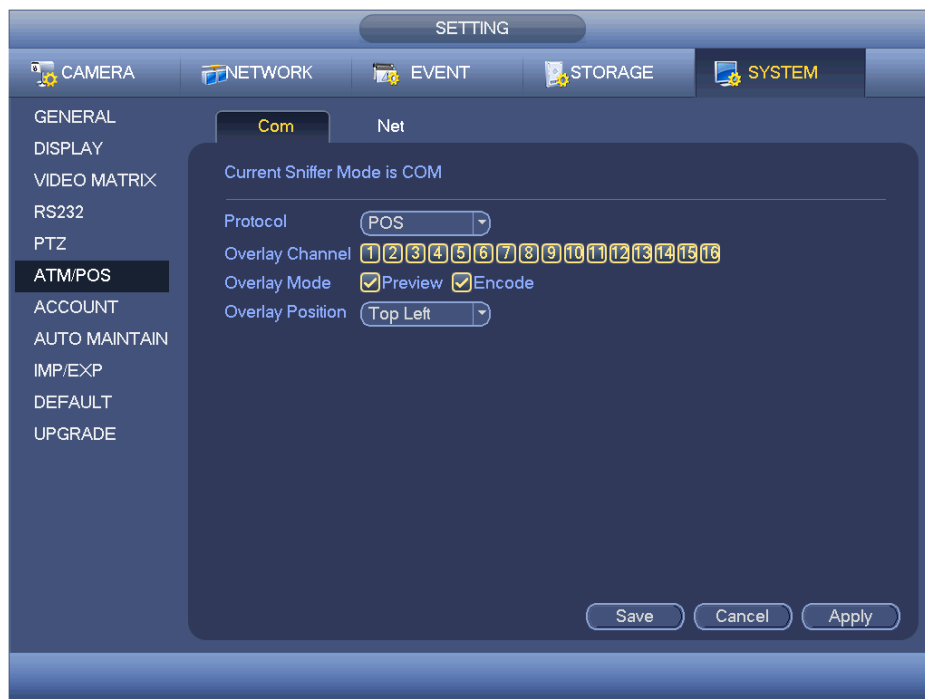 SETTING
CAMERA NETWORK EVENT STORAGE SYSTEM
GENERAL
DISPLAY
VIDEO MATRIX
RS232
PTZ
ATM/POS
ACCOUNT
AUTO MAINTAIN
IMP/EXP
DEFAULT
UPGRADE
Com Net
Current Sniffer Mode is COM
Protocol POS
Overlay Channel 1 2 3 4 5 6 7 8 9 10 11 12 13 14 15 16
Overlay Mode Preview Encode
Overlay Position Top Left
Save Cancel Apply